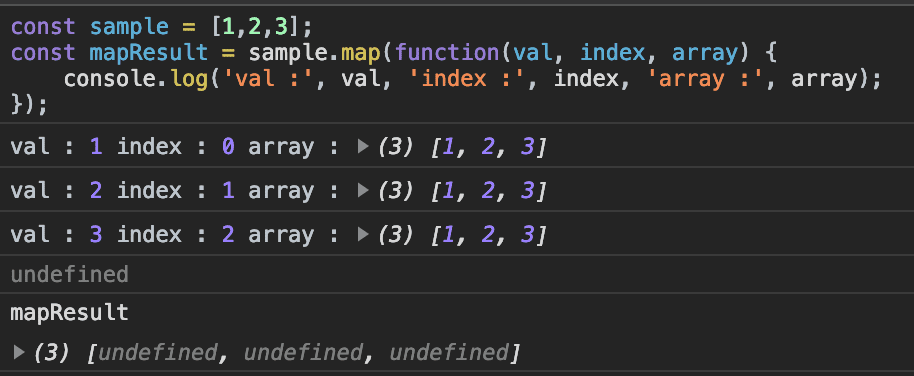 const sample = [1,2,3];
const mapResult = sample.map(function(val, index, array) {
    console.log('val :', val, 'index :', index, 'array :', array);
});
val : 1 index : 0 array : ▶(3) [1, 2, 3]
val : 2 index : 1 array : ▶(3) [1, 2, 3]
val : 3 index : 2 array : ▶(3) [1, 2, 3]
undefined
mapResult
▶(3) [undefined, undefined, undefined]